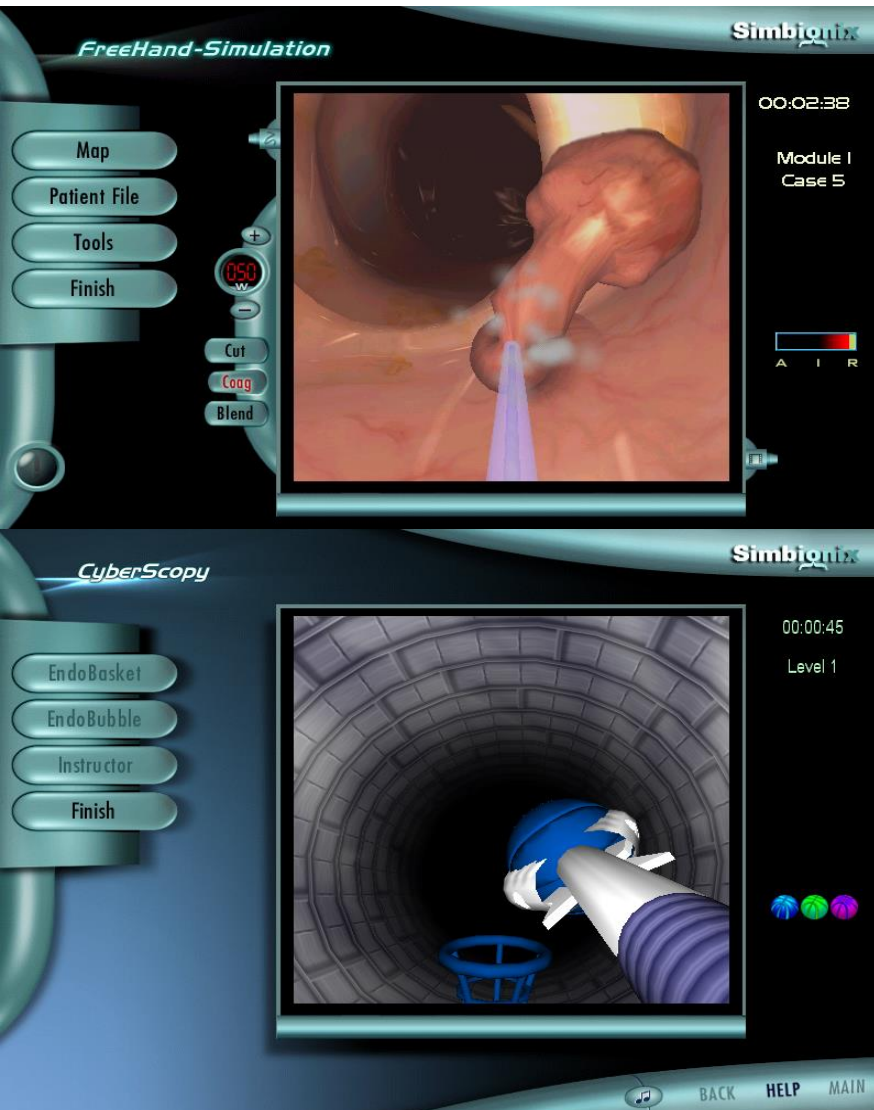 FreeHand-Simulation
Simbionix
Map
Patient File
Tools
Finish
+
050
W
−
Cut
Coag
Blend
00:02:38
Module I
Case 5
A I R
CyberScopy
Simbionix
EndoBasket
EndoBubble
Instructor
Finish
00:00:45
Level 1
BACK HELP MAIN